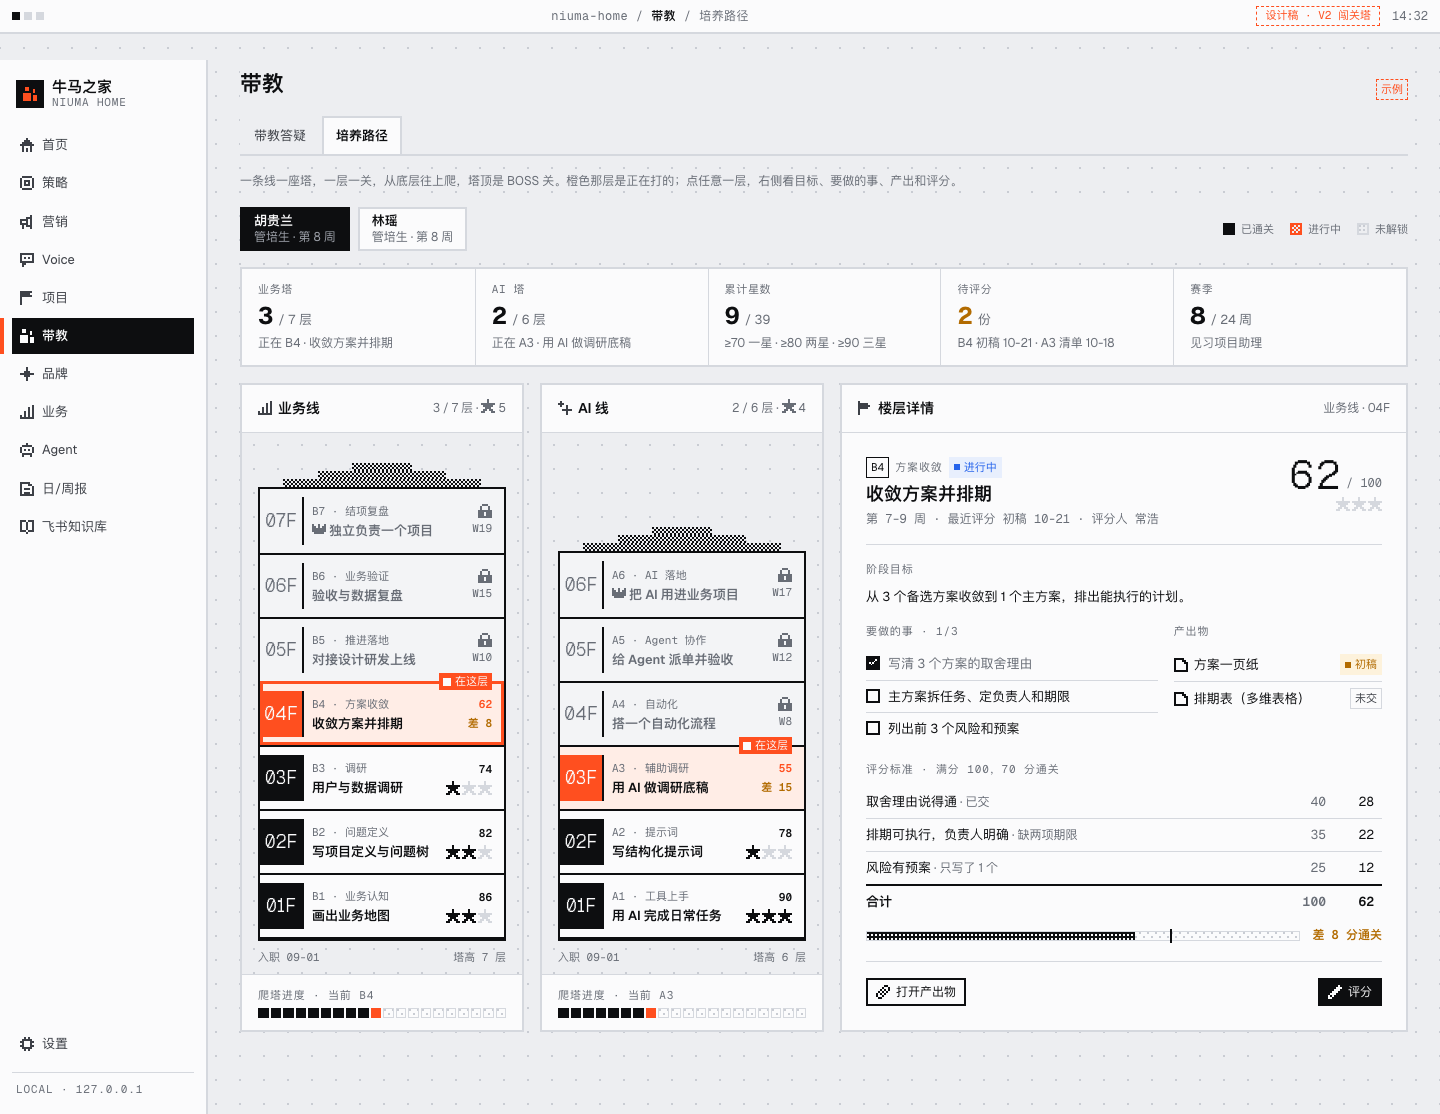 niuma-home / 带教 / 培养路径
设计稿 · V2 闯关塔
14:32
牛马之家
NIUMA HOME
首页
策略
营销
Voice
项目
带教
品牌
业务
Agent
日/周报
飞书知识库
设置
LOCAL · 127.0.0.1
带教
示例
带教答疑
培养路径
一条线一座塔，一层一关，从底层往上爬，塔顶是 BOSS 关。橙色那层是正在打的；点任意一层，右侧看目标、要做的事、产出和评分。
胡贵兰
管培生 · 第 8 周
林瑶
管培生 · 第 8 周
已通关
进行中
未解锁
业务塔
3 / 7 层
正在 B4 · 收敛方案并排期
AI 塔
2 / 6 层
正在 A3 · 用 AI 做调研底稿
累计星数
9 / 39
≥70 一星 · ≥80 两星 · ≥90 三星
待评分
2 份
B4 初稿 10-21 · A3 清单 10-18
赛季
8 / 24 周
见习项目助理
业务线
3 / 7 层 · ★ 5
07F
B7 · 结项复盘
独立负责一个项目
W19
06F
B6 · 业务验证
验收与数据复盘
W15
05F
B5 · 推进落地
对接设计研发上线
W10
在这层
04F
B4 · 方案收敛
62
收敛方案并排期
差 8
03F
B3 · 调研
74
用户与数据调研
★★★
02F
B2 · 问题定义
82
写项目定义与问题树
★★★
01F
B1 · 业务认知
86
画出业务地图
★★★
入职 09-01
塔高 7 层
爬塔进度 · 当前 B4
AI 线
2 / 6 层 · ★ 4
06F
A6 · AI 落地
把 AI 用进业务项目
W17
05F
A5 · Agent 协作
给 Agent 派单并验收
W12
04F
A4 · 自动化
搭一个自动化流程
W8
在这层
03F
A3 · 辅助调研
55
用 AI 做调研底稿
差 15
02F
A2 · 提示词
78
写结构化提示词
★★★
01F
A1 · 工具上手
90
用 AI 完成日常任务
★★★
入职 09-01
塔高 6 层
爬塔进度 · 当前 A3
楼层详情
业务线 · 04F
B4 方案收敛 进行中
收敛方案并排期
第 7-9 周 · 最近评分 初稿 10-21 · 评分人 常浩
62 / 100
★★★
阶段目标
从 3 个备选方案收敛到 1 个主方案，排出能执行的计划。
要做的事 · 1/3
写清 3 个方案的取舍理由
主方案拆任务、定负责人和期限
列出前 3 个风险和预案
产出物
方案一页纸
初稿
排期表（多维表格）
未交
评分标准 · 满分 100，70 分通关
取舍理由说得通 · 已交 40 28
排期可执行，负责人明确 · 缺两项期限 35 22
风险有预案 · 只写了 1 个 25 12
合计 100 62
差 8 分通关
打开产出物
评分